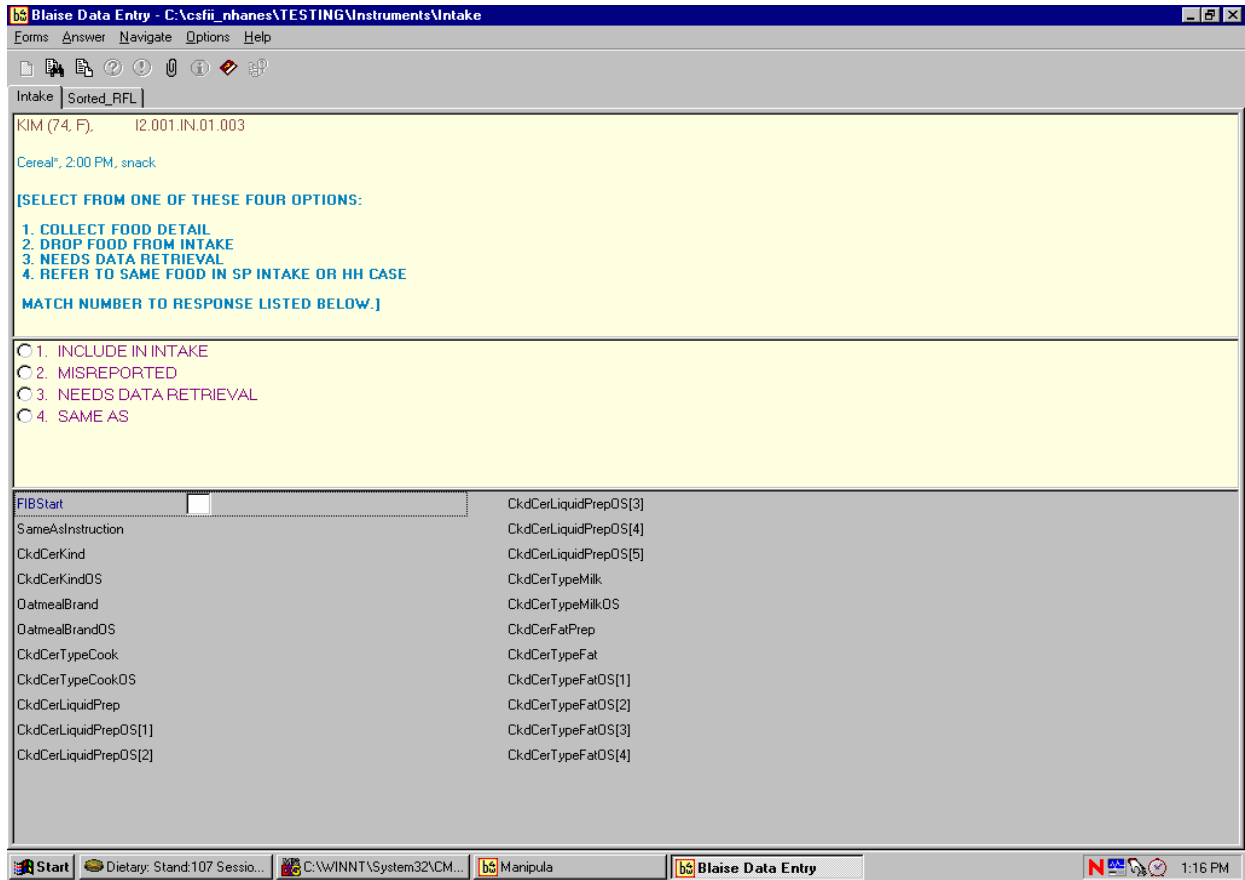 Blaise Data Entry - C:\csfii_nhanes\TESTING\Instruments\Intake
Forms Answer Navigate Options Help
Intake Sorted_RFL
KIM (74, F), I2.001.IN.01.003
Cereal*, 2:00 PM, snack
[SELECT FROM ONE OF THESE FOUR OPTIONS:
1. COLLECT FOOD DETAIL
2. DROP FOOD FROM INTAKE
3. NEEDS DATA RETRIEVAL
4. REFER TO SAME FOOD IN SP INTAKE OR HH CASE
MATCH NUMBER TO RESPONSE LISTED BELOW.]
1. INCLUDE IN INTAKE
2. MISREPORTED
3. NEEDS DATA RETRIEVAL
4. SAME AS
FIBStart
SameAsInstruction
CkdCerKind
CkdCerKindOS
OatmealBrand
OatmealBrandOS
CkdCerTypeCook
CkdCerTypeCookOS
CkdCerLiquidPrep
CkdCerLiquidPrepOS[1]
CkdCerLiquidPrepOS[2]
CkdCerLiquidPrepOS[3]
CkdCerLiquidPrepOS[4]
CkdCerLiquidPrepOS[5]
CkdCerTypeMilk
CkdCerTypeMilkOS
CkdCerFatPrep
CkdCerTypeFat
CkdCerTypeFatOS[1]
CkdCerTypeFatOS[2]
CkdCerTypeFatOS[3]
CkdCerTypeFatOS[4]
Start Dietary: Stand:107 Sessio... C:\WINNT\System32\CM... Manipula Blaise Data Entry N 1:16 PM